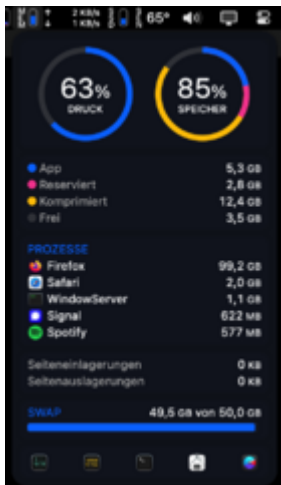 2 KB/s
1 KB/s
65°
63%
DRUCK
85%
SPEICHER
App 5,3 GB
Reserviert 2,8 GB
Komprimiert 12,4 GB
Frei 3,5 GB
PROZESSE
Firefox 99,2 GB
Safari 2,0 GB
WindowServer 1,1 GB
Signal 622 MB
Spotify 577 MB
Seiteneinlagerungen 0 KB
Seitenauslagerungen 0 KB
SWAP 49,5 GB von 50,0 GB